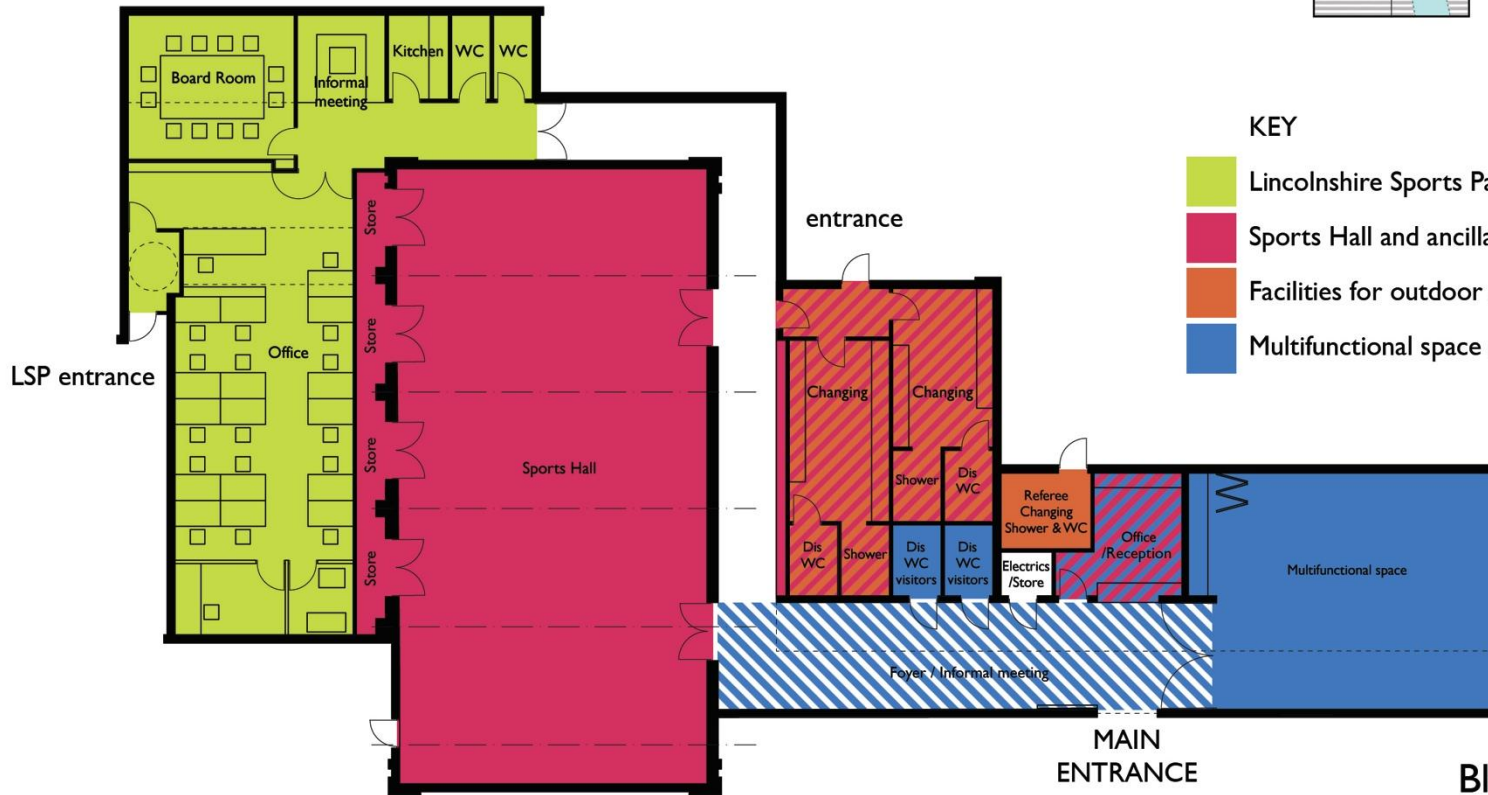 Board Room
Informal
meeting
Kitchen
WC
WC
KEY
Lincolnshire Sports Pa
Sports Hall and ancilla
Facilities for outdoor
Multifunctional space
entrance
LSP entrance
Office
Store
Store
Store
Store
Sports Hall
Changing
Changing
Shower
Dis
WC
Dis
WC
Shower
Dis
WC
visitors
Dis
WC
visitors
Referee
Changing
Shower & WC
Electrics
/Store
Office
/Reception
Multifunctional space
Foyer / Informal meeting
MAIN
ENTRANCE
Bl